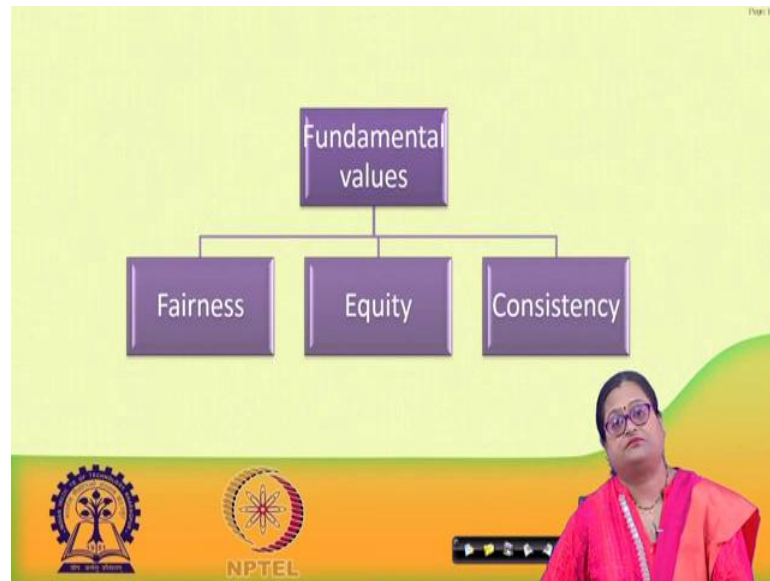 Fundamental
values
Fairness
Equity
Consistency
NPTEL